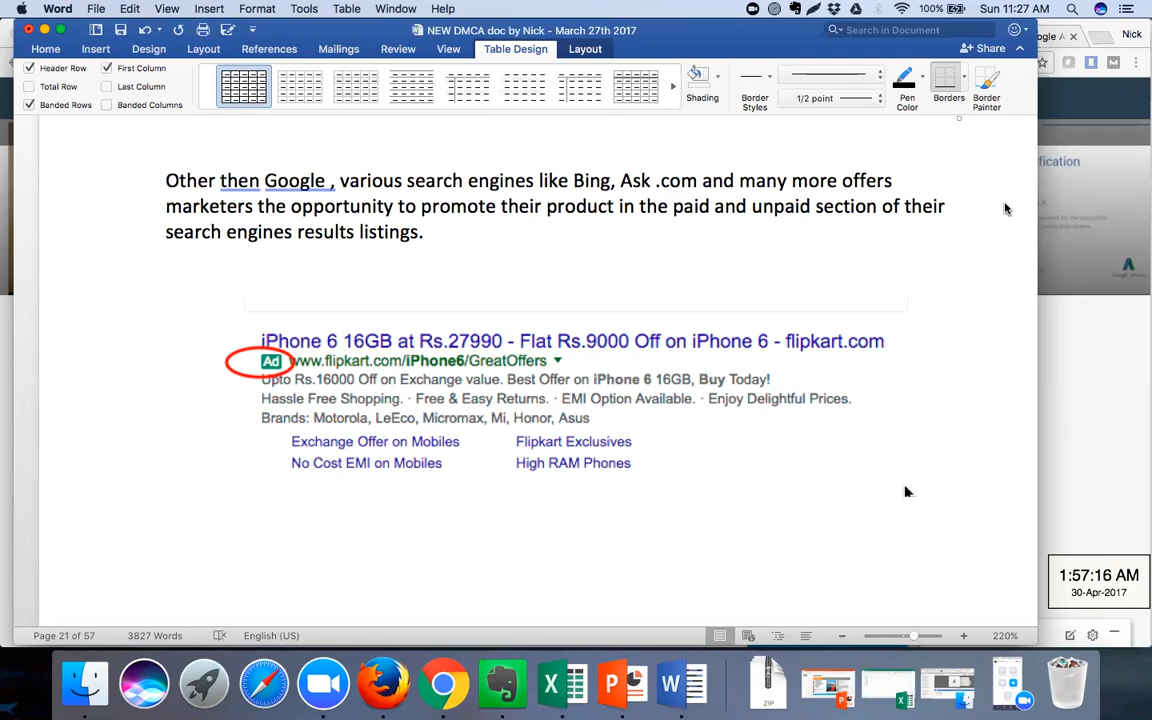 Word File Edit View Insert Format Tools Table Window Help 100% Sun 11:27 AM
NEW DMCA doc by Nick - March 27th 2017 Search in Document
Nick
Home Insert Design Layout References Mailings Review View Table Design Layout Share
Header Row First Column
Total Row Last Column
Banded Rows Banded Columns
Shading Border Styles 1/2 point Pen Color Borders Border Painter
Other then Google , various search engines like Bing, Ask .com and many more offers
marketers the opportunity to promote their product in the paid and unpaid section of their
search engines results listings.
iPhone 6 16GB at Rs.27990 - Flat Rs.9000 Off on iPhone 6 - flipkart.com
Ad www.flipkart.com/iPhone6/GreatOffers
Upto Rs.16000 Off on Exchange value. Best Offer on iPhone 6 16GB, Buy Today!
Hassle Free Shopping. · Free & Easy Returns. · EMI Option Available. · Enjoy Delightful Prices.
Brands: Motorola, LeEco, Micromax, Mi, Honor, Asus
Exchange Offer on Mobiles Flipkart Exclusives
No Cost EMI on Mobiles High RAM Phones
1:57:16 AM
30-Apr-2017
Page 21 of 57 3827 Words English (US) 220%
ZIP